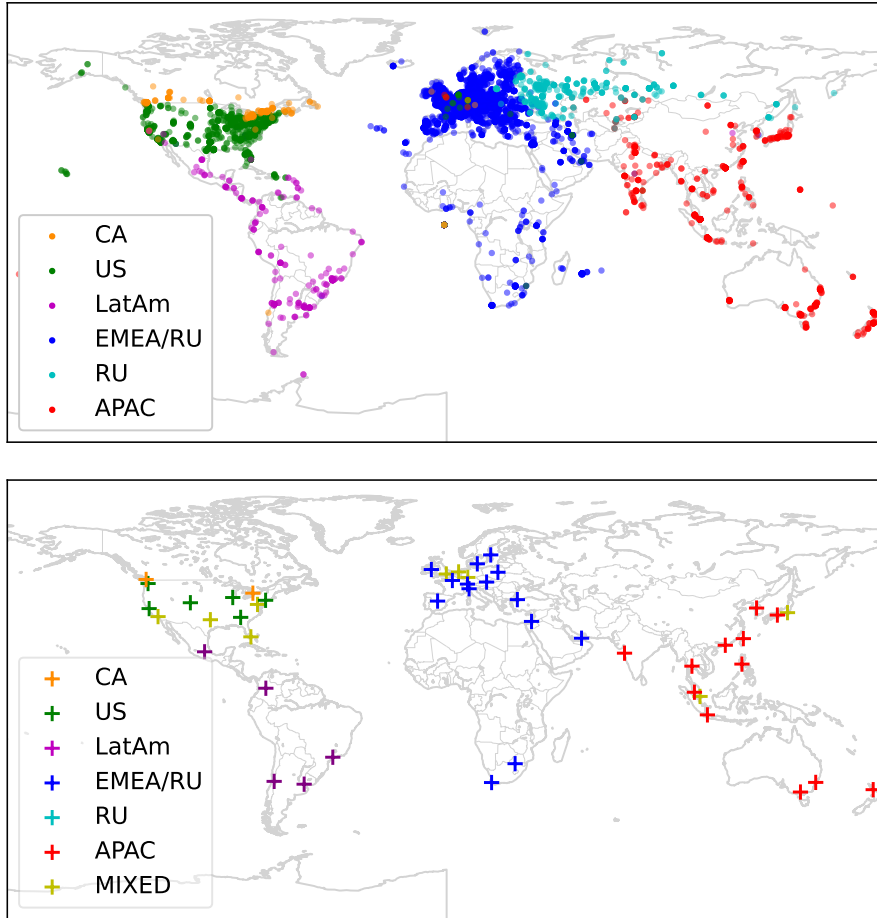 CA
US
LatAm
EMEA/RU
RU
APAC
CA
US
LatAm
EMEA/RU
RU
APAC
MIXED